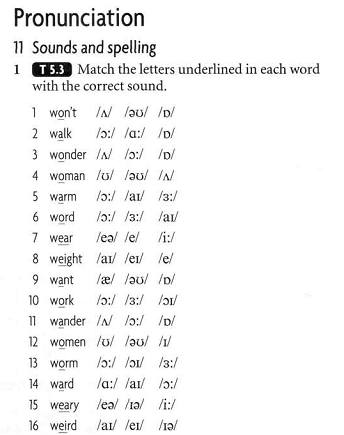 Pronunciation
11 Sounds and spelling
1 T 5.3 Match the letters underlined in each word
with the correct sound.
1 won't /ʌ/ /əʊ/ /ɒ/
2 walk /ɔː/ /ɑː/ /ɒ/
3 wonder /ʌ/ /ɔː/ /ɒ/
4 woman /ʊ/ /əʊ/ /ʌ/
5 warm /ɔː/ /aɪ/ /ɜː/
6 word /ɔː/ /ɜː/ /aɪ/
7 wear /eə/ /e/ /iː/
8 weight /aɪ/ /eɪ/ /e/
9 want /æ/ /əʊ/ /ɒ/
10 work /ɔː/ /ɜː/ /ɔɪ/
11 wander /ʌ/ /ɔː/ /ɒ/
12 women /ʊ/ /əʊ/ /ɪ/
13 worm /ɔː/ /ɔɪ/ /ɜː/
14 ward /ɑː/ /aɪ/ /ɔː/
15 weary /eə/ /ɪə/ /iː/
16 weird /aɪ/ /eɪ/ /ɪə/